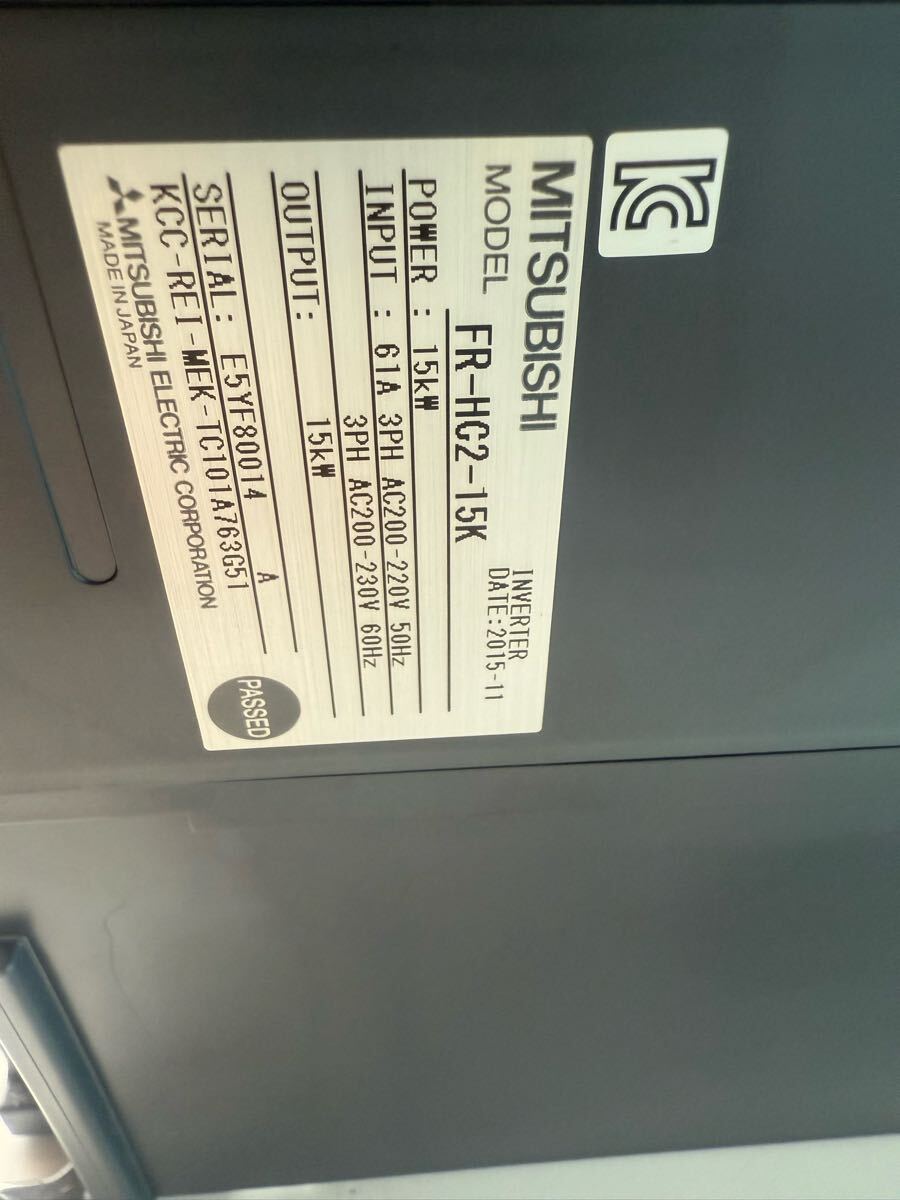 MITSUBISHI
INVERTER
MODEL FR-HC2-15K DATE:2015-11
POWER : 15kW
INPUT : 61A 3PH AC200-220V 50Hz
3PH AC200-230V 60Hz
OUTPUT: 15kW
SERIAL: E5YF80014 A
KCC-REI-MEK-TC101A763G51
MITSUBISHI ELECTRIC CORPORATION
MADE IN JAPAN
PASSED